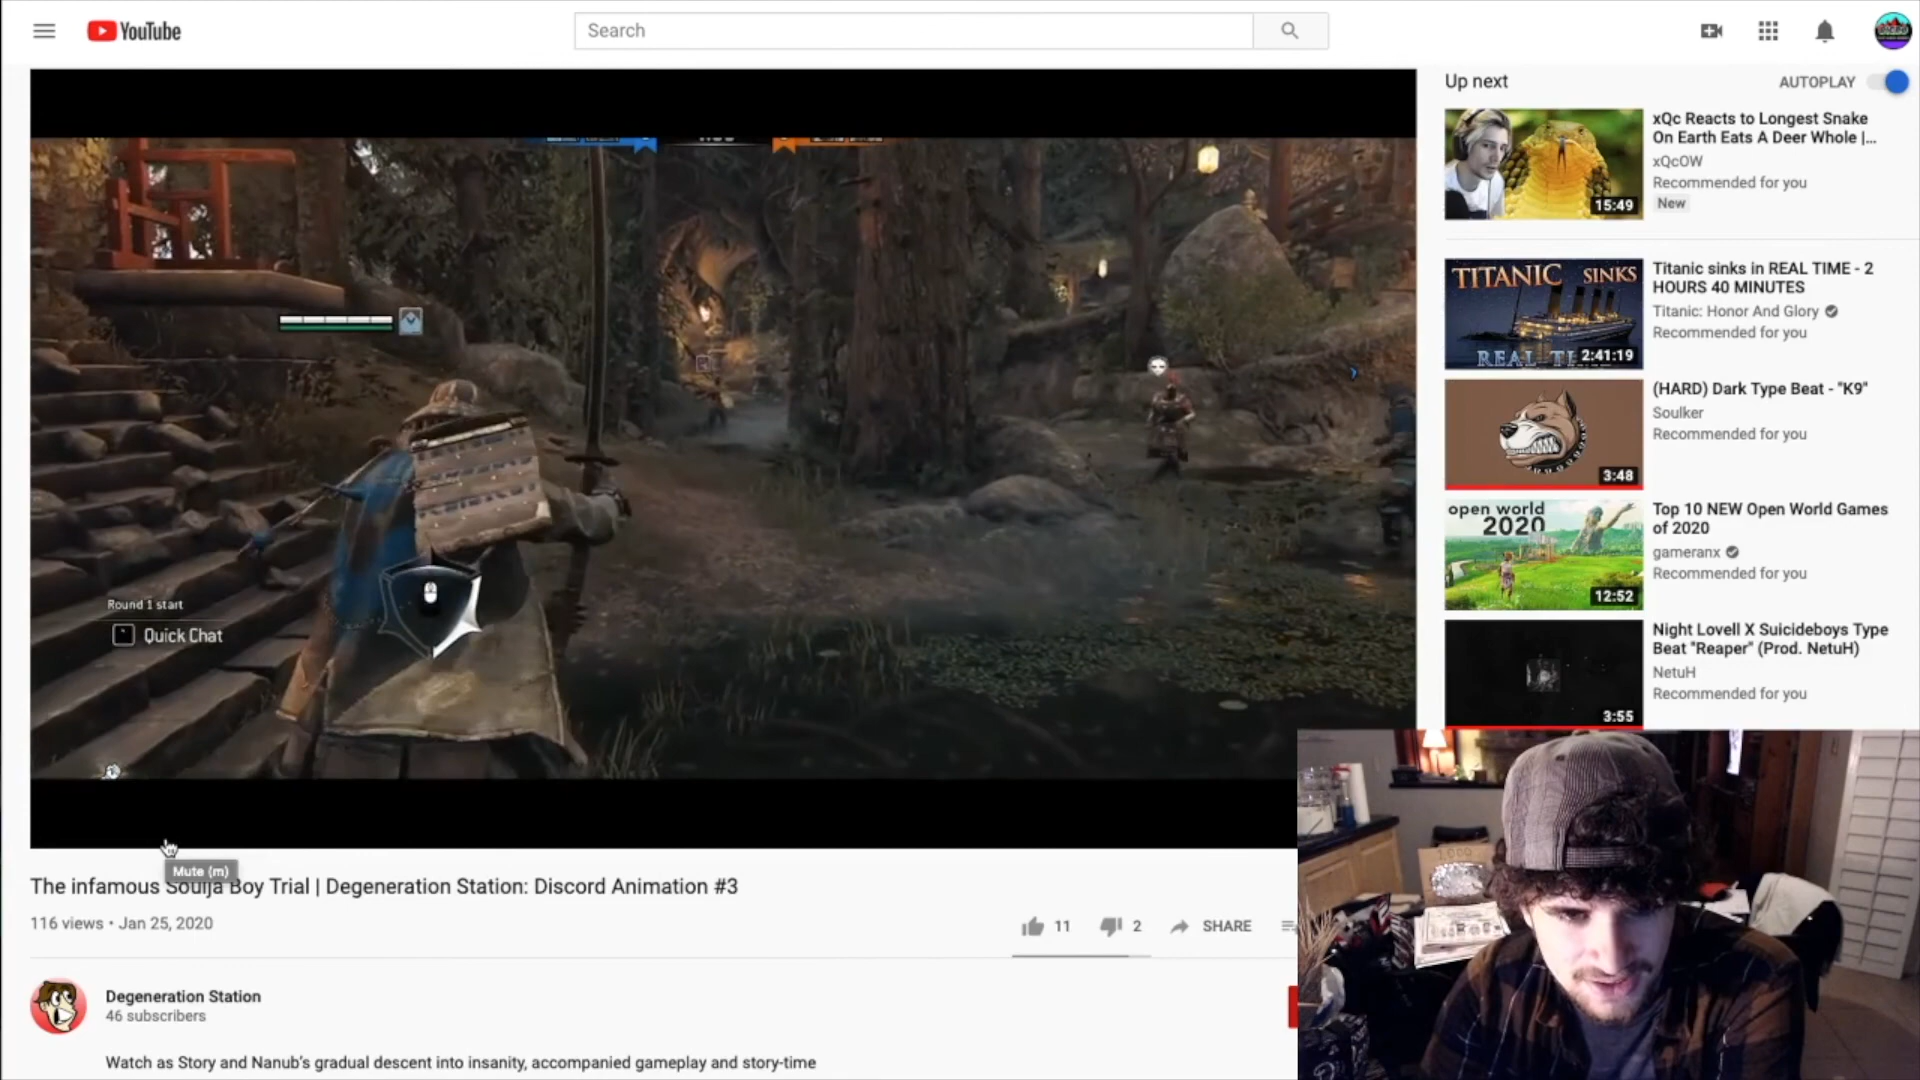 YouTube
Search
Up next
AUTOPLAY
xQc Reacts to Longest Snake
On Earth Eats A Deer Whole |...
xQcOW
Recommended for you
New
15:49
TITANIC SINKS
REAL TI
2:41:19
Titanic sinks in REAL TIME - 2
HOURS 40 MINUTES
Titanic: Honor And Glory
Recommended for you
3:48
(HARD) Dark Type Beat - "K9"
Soulker
Recommended for you
open world
2020
12:52
Top 10 NEW Open World Games
of 2020
gameranx
Recommended for you
3:55
Night Lovell X Suicideboys Type
Beat "Reaper" (Prod. NetuH)
NetuH
Recommended for you
Round 1 start
Quick Chat
Mute (m)
The infamous Soulja Boy Trial | Degeneration Station: Discord Animation #3
116 views • Jan 25, 2020
11
2
SHARE
Degeneration Station
46 subscribers
Watch as Story and Nanub's gradual descent into insanity, accompanied gameplay and story-time